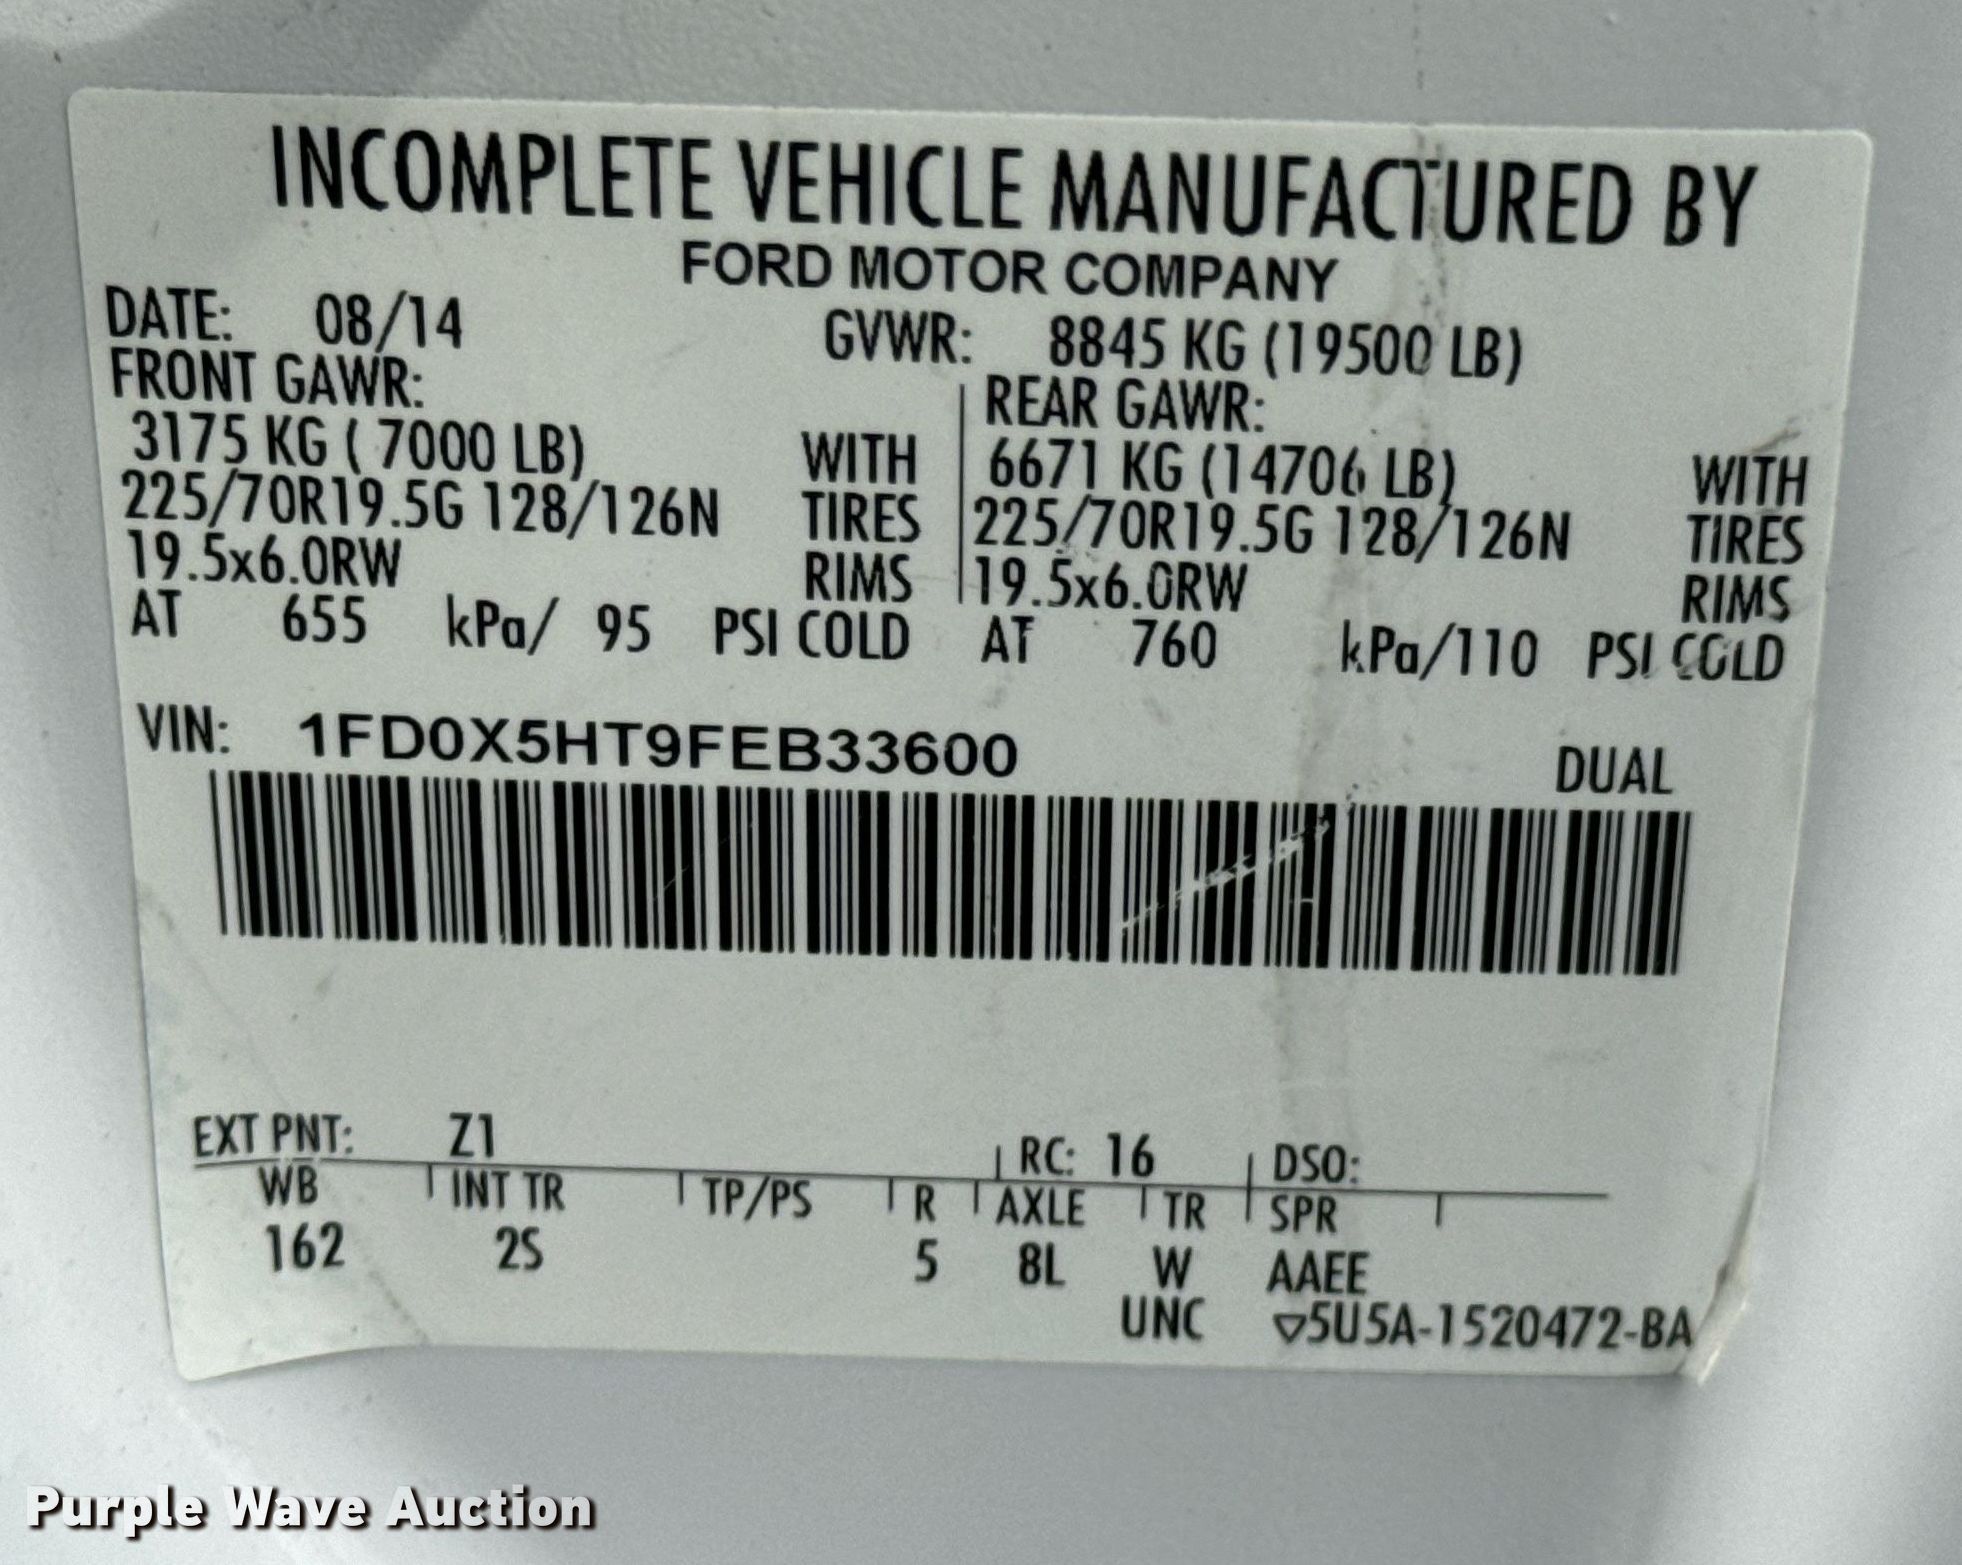 INCOMPLETE VEHICLE MANUFACTURED BY
FORD MOTOR COMPANY
DATE: 08/14 GVWR: 8845 KG (19500 LB)
FRONT GAWR: REAR GAWR:
3175 KG ( 7000 LB) WITH 6671 KG (14706 LB) WITH
225/70R19.5G 128/126N TIRES 225/70R19.5G 128/126N TIRES
19.5x6.0RW RIMS 19.5x6.0RW RIMS
AT 655 kPa/ 95 PSI COLD AT 760 kPa/110 PSI COLD
VIN: 1FD0X5HT9FEB33600 DUAL
EXT PNT: Z1 RC: 16 DSO:
WB INT TR TP/PS R AXLE TR SPR
162 2S 5 8L W AAEE
UNC ▽5U5A-1520472-BA
Purple Wave Auction